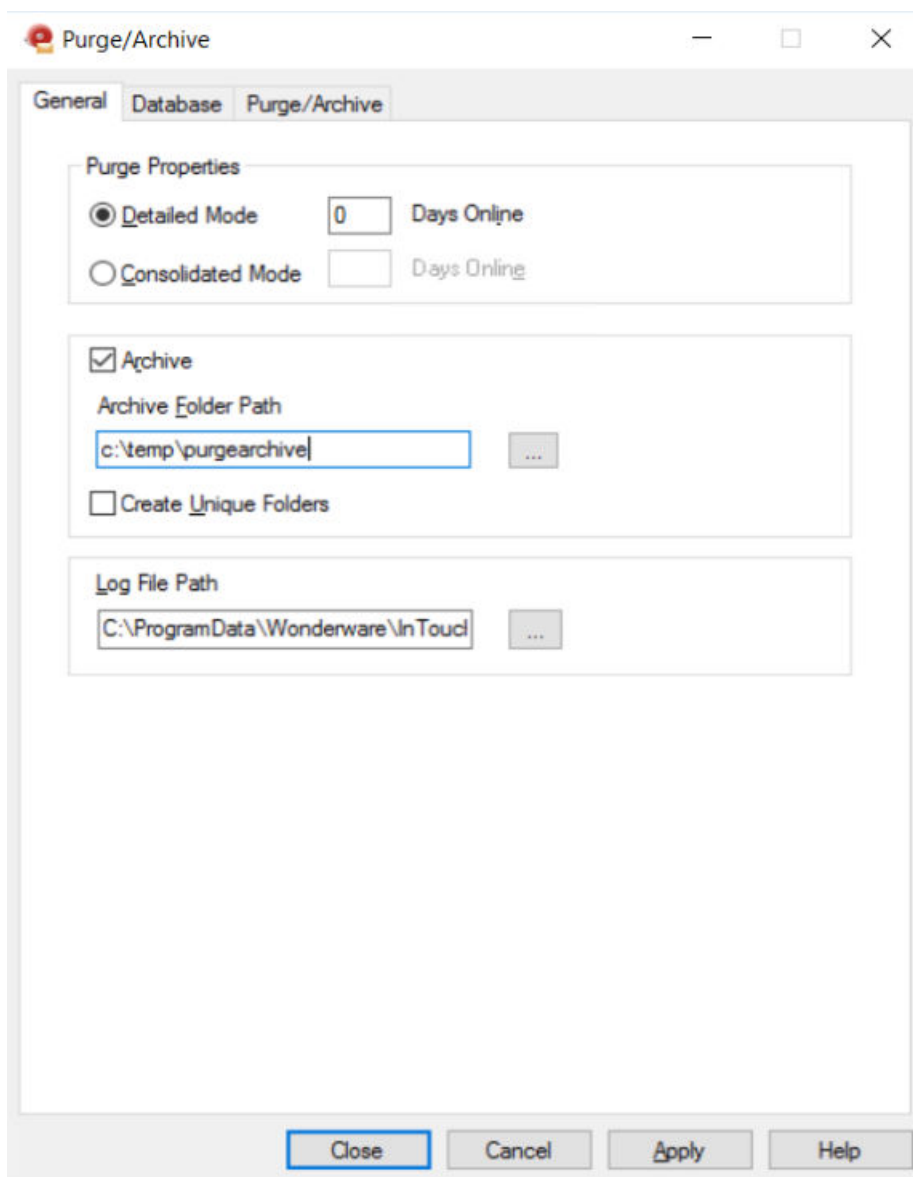 Purge/Archive
General Database Purge/Archive
Purge Properties
Detailed Mode 0 Days Online
Consolidated Mode Days Online
Archive
Archive Folder Path
c:\temp\purgearchive
...
Create Unique Folders
Log File Path
C:\ProgramData\Wonderware\InTouch
...
Close Cancel Apply Help